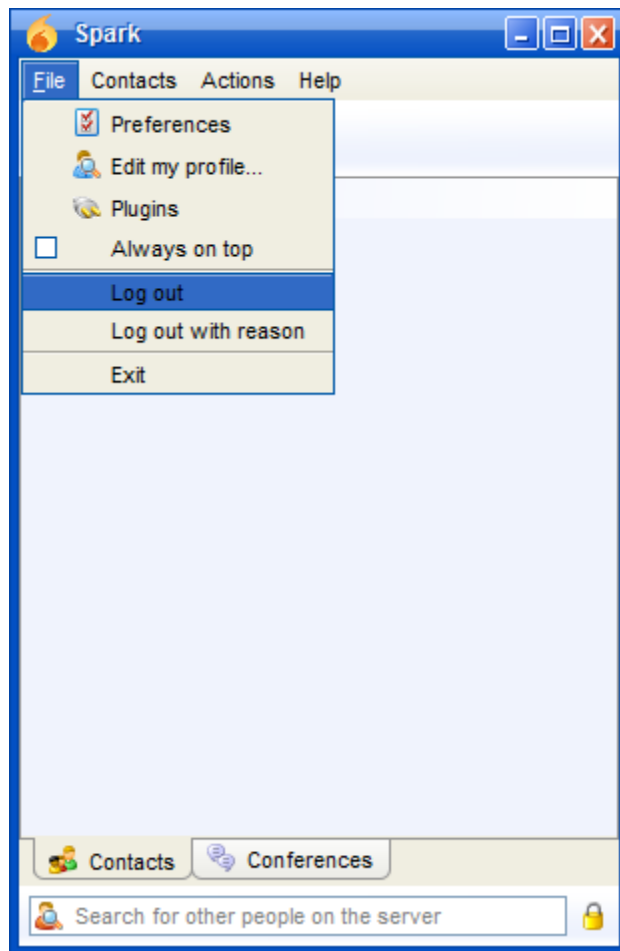 Spark
File Contacts Actions Help
Preferences
Edit my profile...
Plugins
Always on top
Log out
Log out with reason
Exit
Contacts Conferences
Search for other people on the server